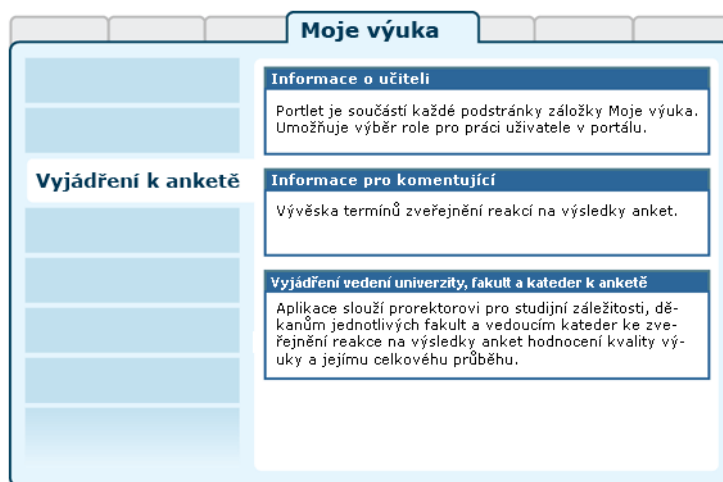 Moje výuka
Vyjádření k anketě
Informace o učiteli
Portlet je součástí každé podstránky záložky Moje výuka.
Umožňuje výběr role pro práci uživatele v portálu.
Informace pro komentující
Vývěska termínů zveřejnění reakcí na výsledky anket.
Vyjádření vedení univerzity, fakult a kateder k anketě
Aplikace slouží prorektorovi pro studijní záležitosti, dě-
kanům jednotlivých fakult a vedoucím kateder ke zve-
řejnění reakce na výsledky anket hodnocení kvality vý-
uky a jejímu celkovému průběhu.